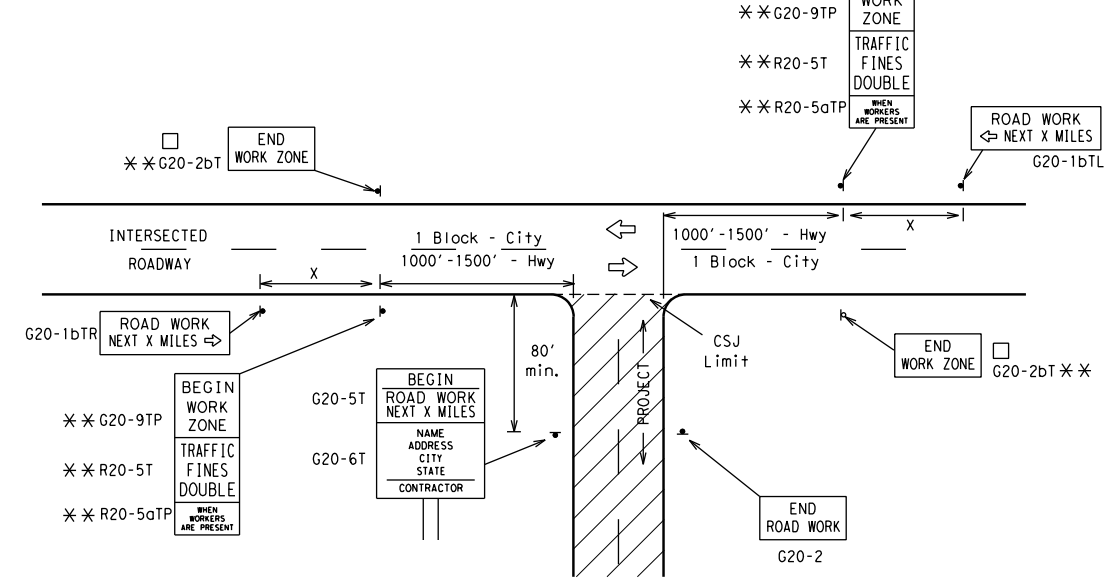 WORK
ZONE
✳✳G20-9TP
TRAFFIC
FINES
DOUBLE
✳✳R20-5T
WHEN
WORKERS
ARE PRESENT
✳✳R20-5aTP
ROAD WORK
⇦ NEXT X MILES
G20-1bTL
END
WORK ZONE
□
✳✳G20-2bT
X
INTERSECTED
ROADWAY
1 Block - City
1000'-1500' - Hwy
1000'-1500' - Hwy
1 Block - City
X
G20-1bTR
ROAD WORK
NEXT X MILES ⇨
80'
min.
CSJ
Limit
END
WORK ZONE
□
G20-2bT ✳✳
PROJECT
BEGIN
WORK
ZONE
✳✳ G20-9TP
TRAFFIC
FINES
DOUBLE
✳✳ R20-5T
WHEN
WORKERS
ARE PRESENT
✳✳ R20-5aTP
G20-5T
BEGIN
ROAD WORK
NEXT X MILES
G20-6T
NAME
ADDRESS
CITY
STATE
CONTRACTOR
END
ROAD WORK
G20-2